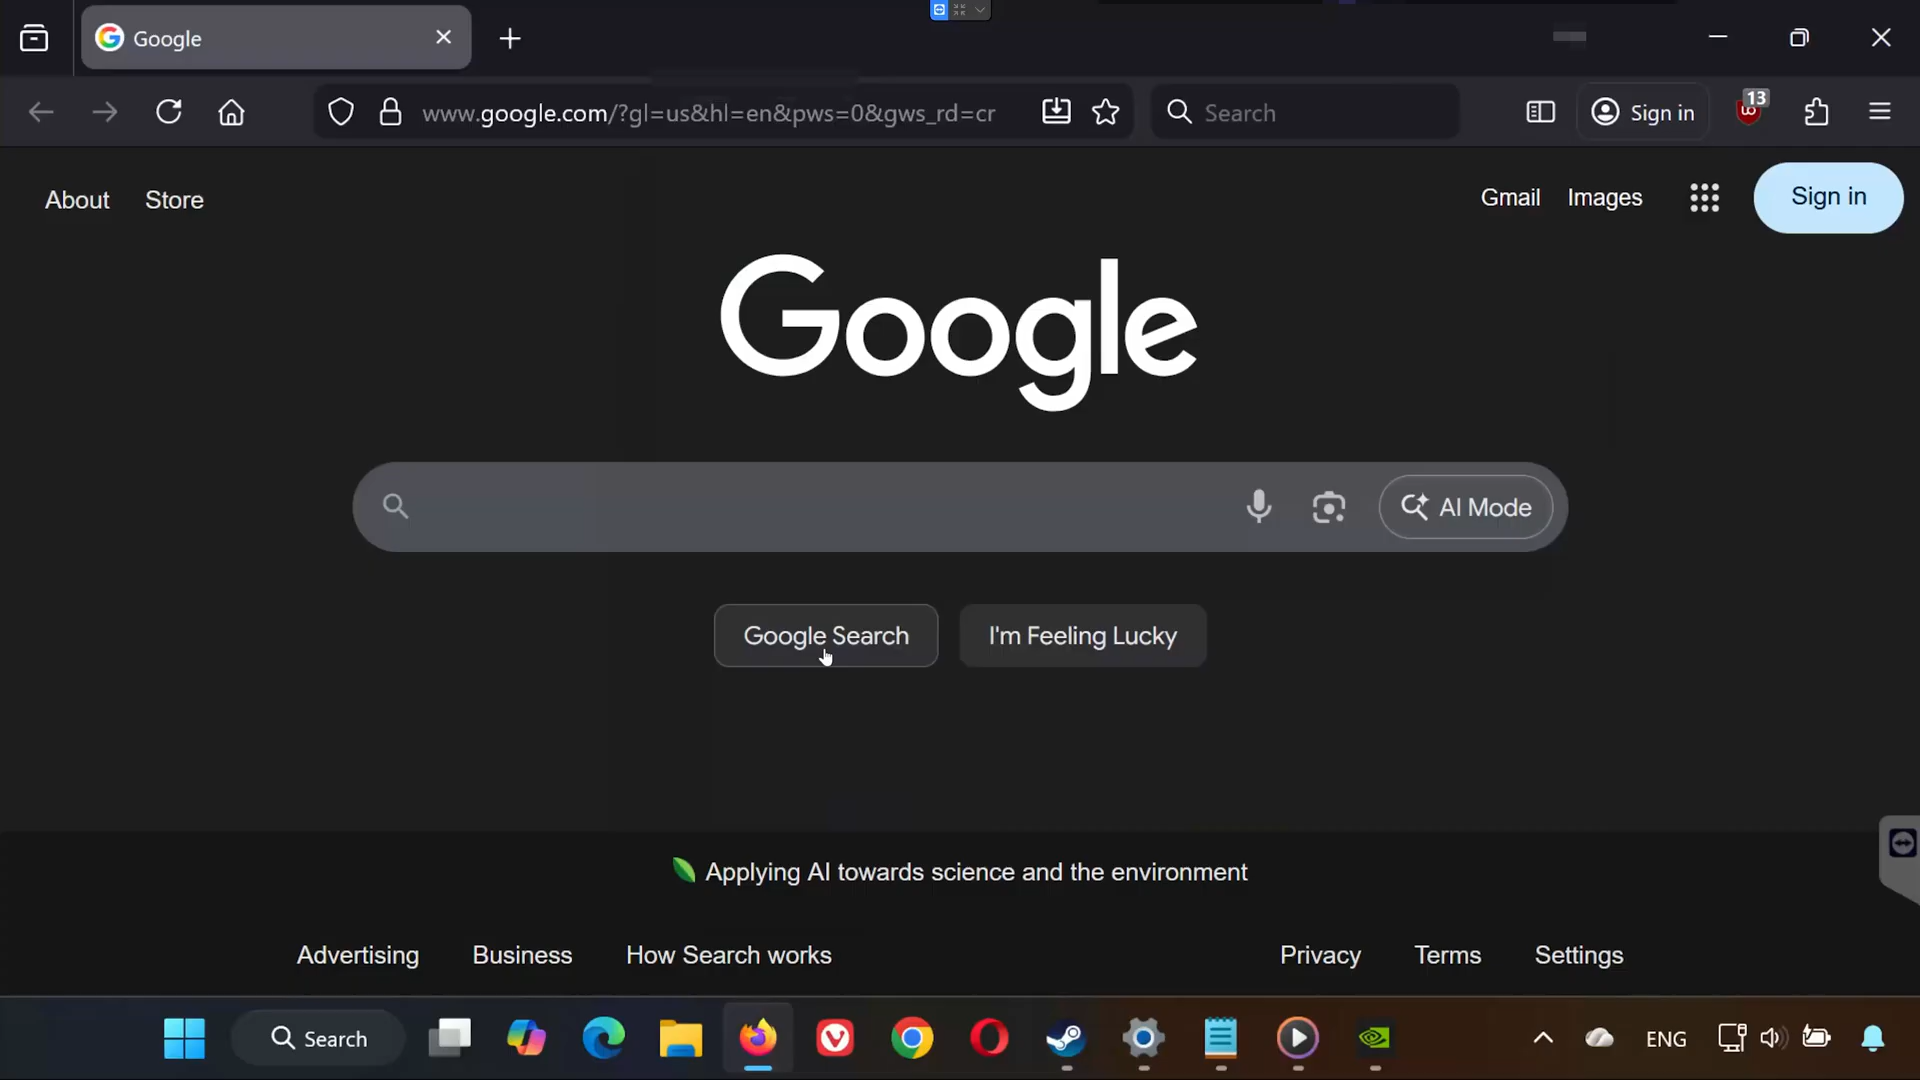 Google
www.google.com/?gl=us&hl=en&pws=0&gws_rd=cr
Search
Sign in
13
About
Store
Gmail
Images
Sign in
Google
AI Mode
Google Search
I'm Feeling Lucky
Applying AI towards science and the environment
Advertising
Business
How Search works
Privacy
Terms
Settings
Search
ENG